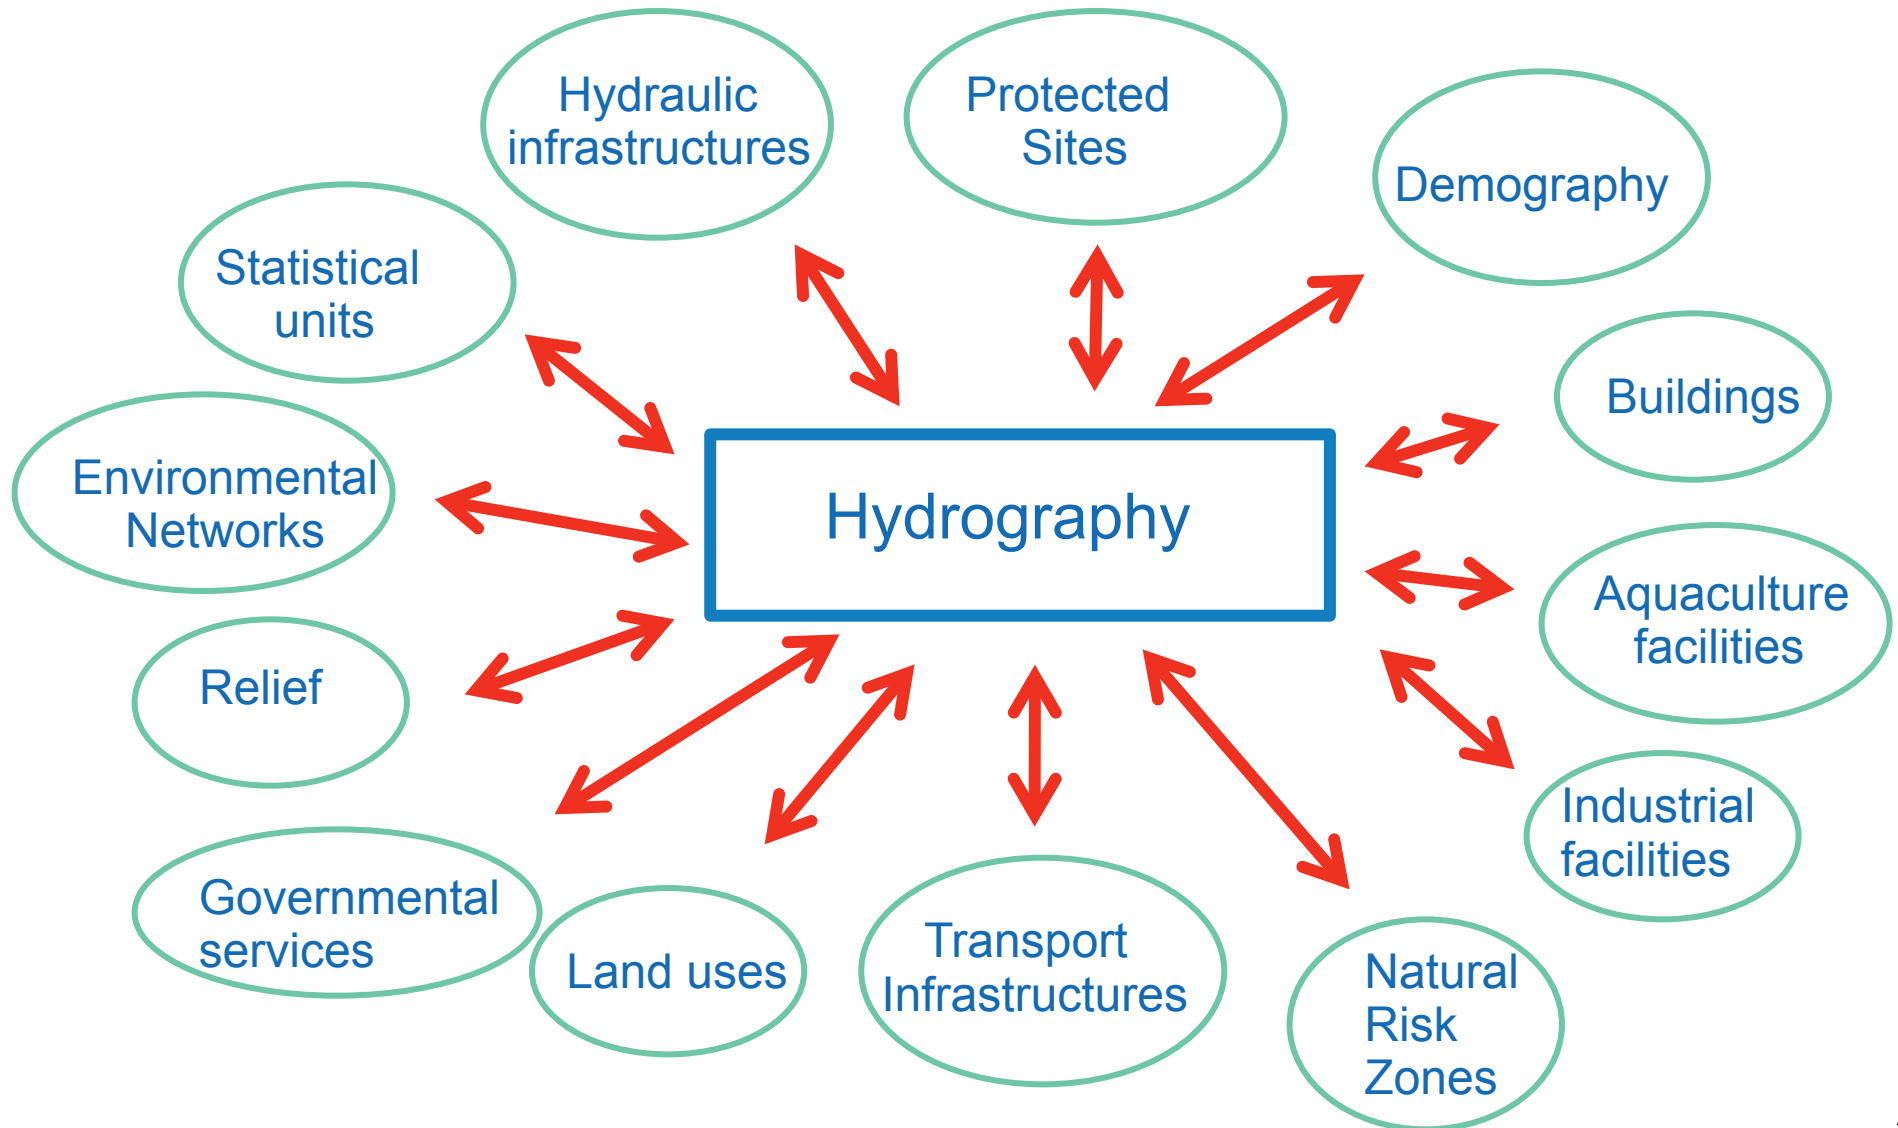 Hydraulic
infrastructures
Protected
Sites
Demography
Statistical
units
Buildings
Environmental
Networks
Hydrography
Aquaculture
facilities
Relief
Industrial
facilities
Governmental
services
Land uses
Transport
Infrastructures
Natural
Risk
Zones